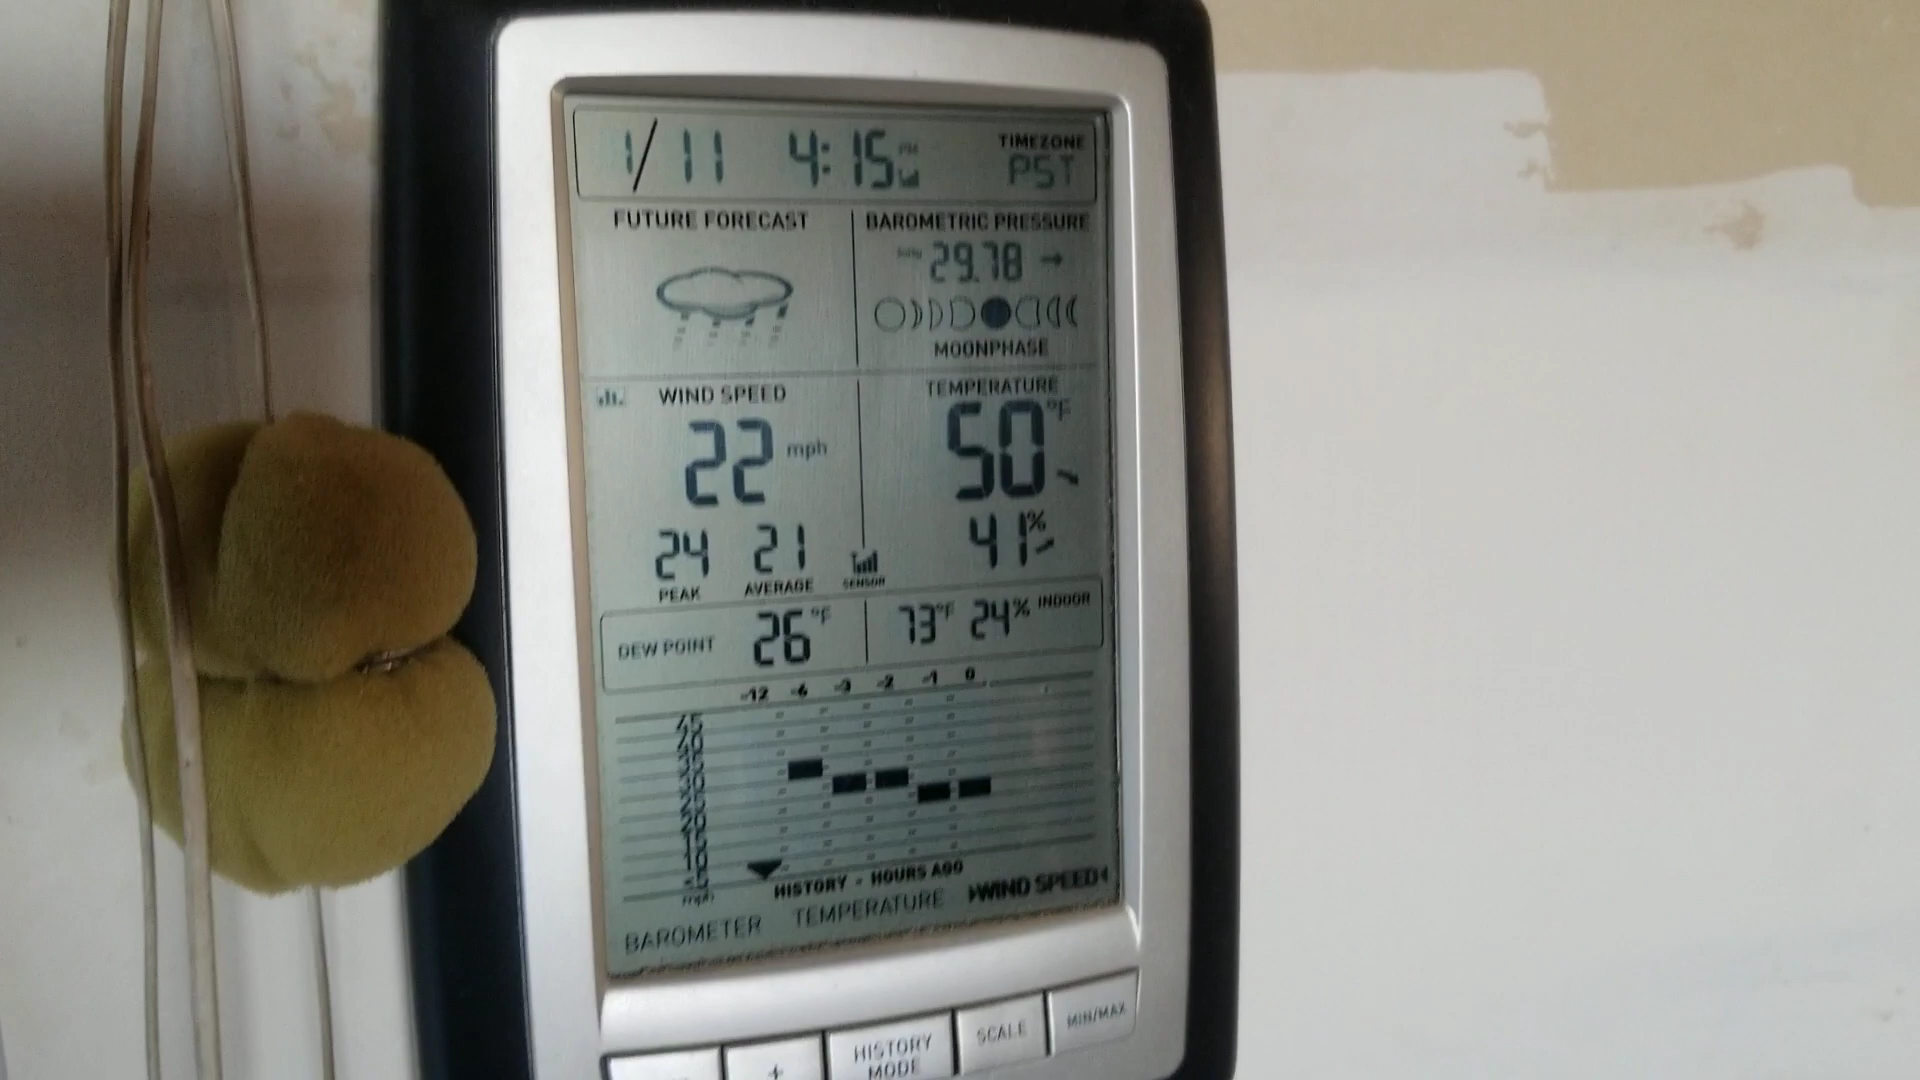 1/11 4:15 PM TIMEZONE PST
FUTURE FORECAST
BAROMETRIC PRESSURE
29.78
MOONPHASE
WIND SPEED
22 mph
24 21
PEAK AVERAGE
SENSOR
TEMPERATURE
50 °F
41%
DEW POINT 26 °F
73 °F 24% INDOOR
-12 -6 -3 -2 -1 0
45
mph
HISTORY - HOURS AGO
BAROMETER TEMPERATURE WIND SPEED
- + HISTORY MODE SCALE MIN/MAX